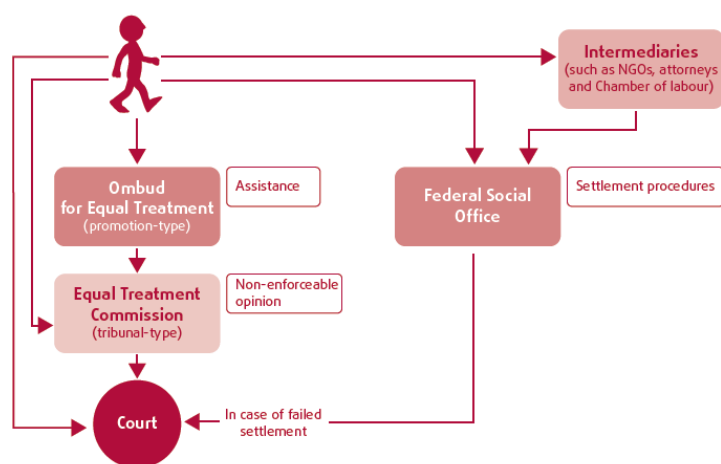 Intermediaries
(such as NGOs, attorneys
and Chamber of labour)
Ombud
for Equal Treatment
(promotion-type)
Assistance
Federal Social
Office
Settlement procedures
Equal Treatment
Commission
(tribunal-type)
Non-enforceable
opinion
Court
In case of failed
settlement